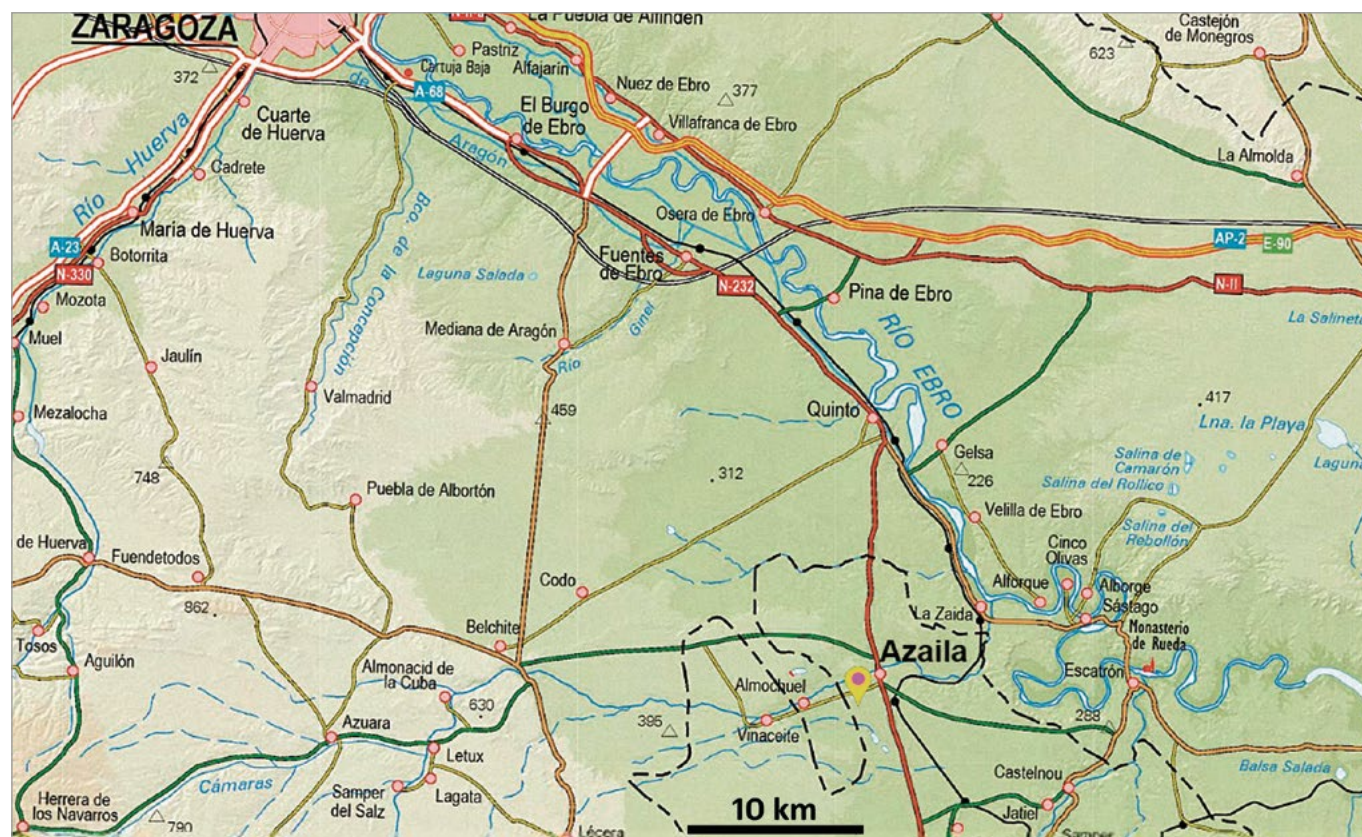 ZARAGOZA
La Puebla de Alfindén
Castejón
de Monegros
623
Pastriz
Cartuja Baja
Alfajarín
372
A-68
de
Nuez de Ebro
377
El Burgo
de Ebro
Villafranca de Ebro
Cuarte
de Huerva
Río Huerva
Cadrete
Aragón
La Almolda
María de Huerva
Osera de Ebro
A-23
N-330
Botorrita
Bco. de la Concepción
AP-2
E-90
Laguna Salada
Fuentes
de Ebro
N-232
N-II
Mozota
Pina de Ebro
Muel
Mediana de Aragón
Río Ginel
RÍO EBRO
La Salineta
Jaulín
Valmadrid
459
417
Mezalocha
Quinto
Lna. la Playa
Gelsa
748
312
226
Salina de
Camarón
Laguna
Salina del Rollico
Puebla de Albortón
Velilla de Ebro
Salina del
Rebollón
de Huerva
Fuendetodos
Cinco
Olivas
Codo
Alforque
Alborge
862
La Zaida
Sástago
Tosos
Belchite
Monasterio
de Rueda
Azaila
Aguilón
Almonacid de
la Cuba
Escatrón
Almochuel
630
395
288
Azuara
Vinaceite
Letux
Cámaras
Castelnou
Balsa Salada
Samper
del Salz
Lagata
Jatiel
Herrera de
los Navarros
790
10 km
Lécera
Samper